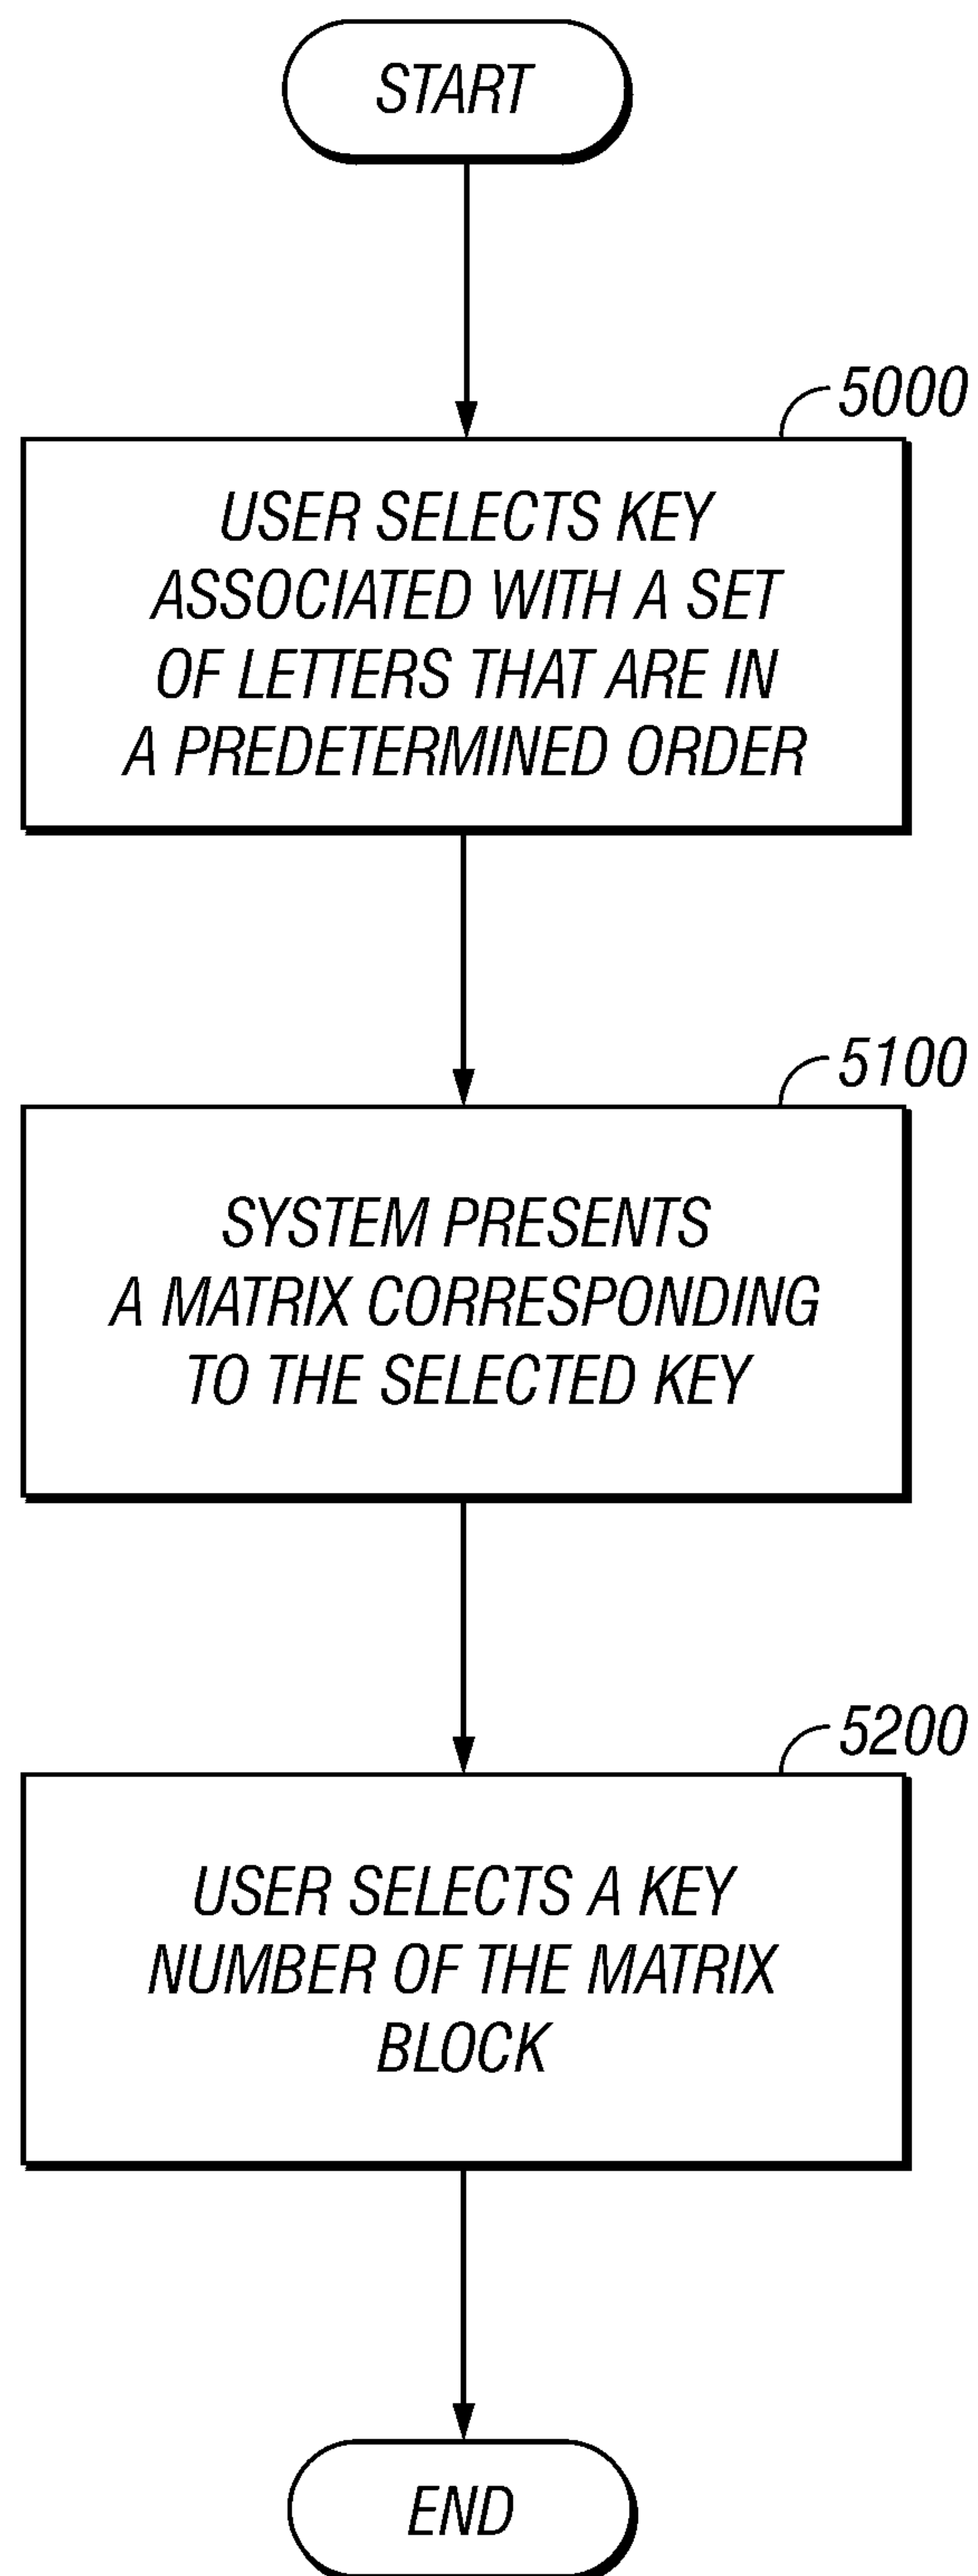 START
5000
USER SELECTS KEY
ASSOCIATED WITH A SET
OF LETTERS THAT ARE IN
A PREDETERMINED ORDER
5100
SYSTEM PRESENTS
A MATRIX CORRESPONDING
TO THE SELECTED KEY
5200
USER SELECTS A KEY
NUMBER OF THE MATRIX
BLOCK
END